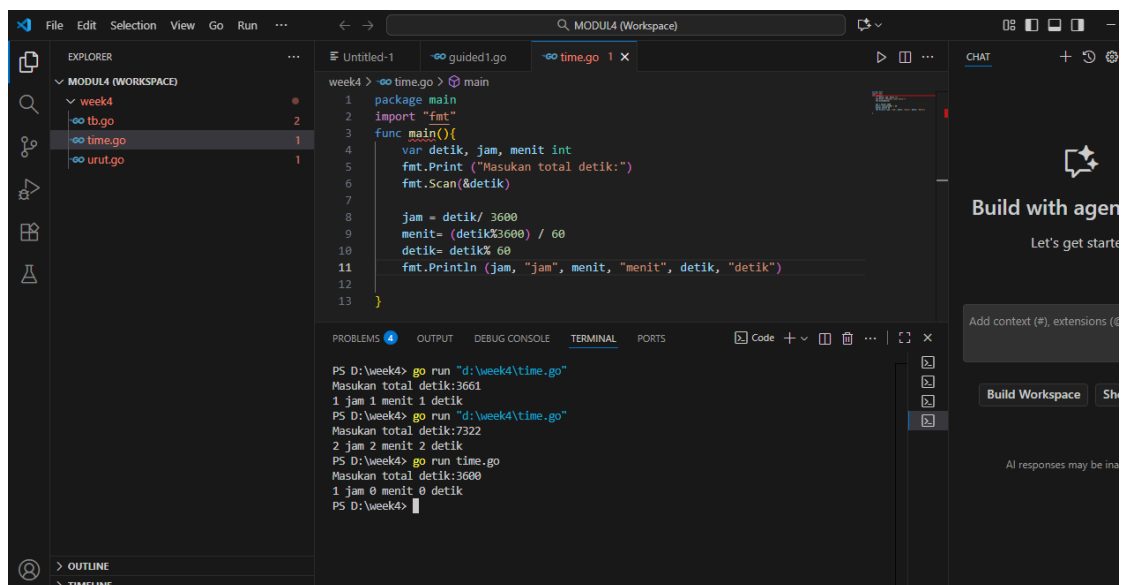 File Edit Selection View Go Run ···
MODUL4 (Workspace)
EXPLORER ···
MODUL4 (WORKSPACE)
week4
tb.go 2
time.go 1
urut.go 1
OUTLINE
TIMELINE
Untitled-1 guided1.go time.go 1
week4 > time.go > main
1 package main
2 import "fmt"
3 func main(){
4 var detik, jam, menit int
5 fmt.Print ("Masukan total detik:")
6 fmt.Scan(&detik)
7
8 jam = detik/ 3600
9 menit= (detik%3600) / 60
10 detik= detik% 60
11 fmt.Println (jam, "jam", menit, "menit", detik, "detik")
12
13 }
PROBLEMS 4 OUTPUT DEBUG CONSOLE TERMINAL PORTS Code
PS D:\week4> go run "d:\week4\time.go"
Masukan total detik:3661
1 jam 1 menit 1 detik
PS D:\week4> go run "d:\week4\time.go"
Masukan total detik:7322
2 jam 2 menit 2 detik
PS D:\week4> go run time.go
Masukan total detik:3600
1 jam 0 menit 0 detik
PS D:\week4>
CHAT
Build with agen
Let's get starte
Add context (#), extensions (@
Build Workspace Sh
AI responses may be ina